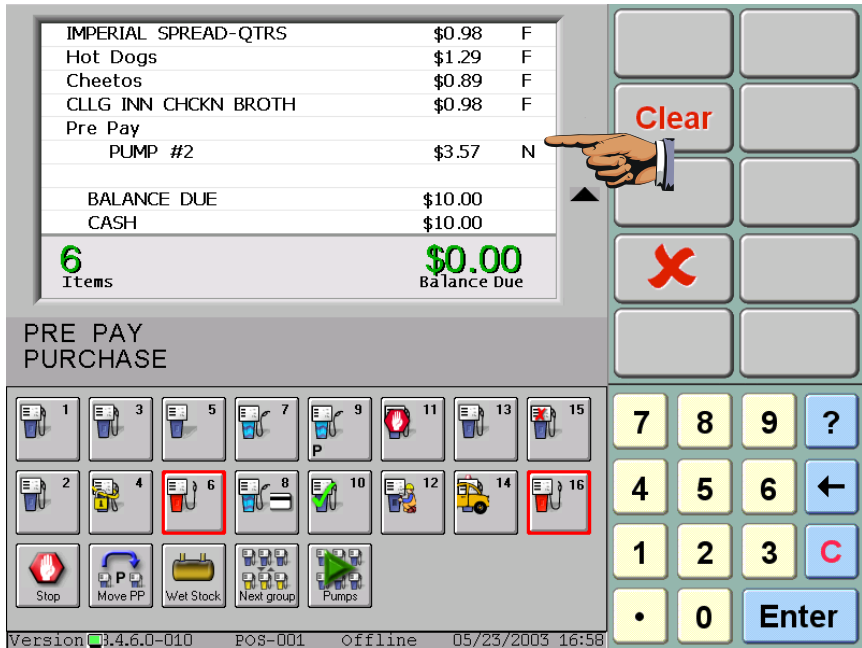 IMPERIAL SPREAD-QTRS $0.98 F
Hot Dogs $1.29 F
Cheetos $0.89 F
CLLG INN CHCKN BROTH $0.98 F
Pre Pay
PUMP #2 $3.57 N
BALANCE DUE $10.00
CASH $10.00
6 $0.00
Items Balance Due
Clear
PRE PAY
PURCHASE
1 3 5 7 9 11 13 15
P
2 4 6 8 10 12 14 16
P
Stop Move PP Wet Stock Next group Pumps
7 8 9 ?
4 5 6 ←
1 2 3 C
• 0 Enter
Version 3.4.6.0-010 POS-001 Offline 05/23/2003 16:58